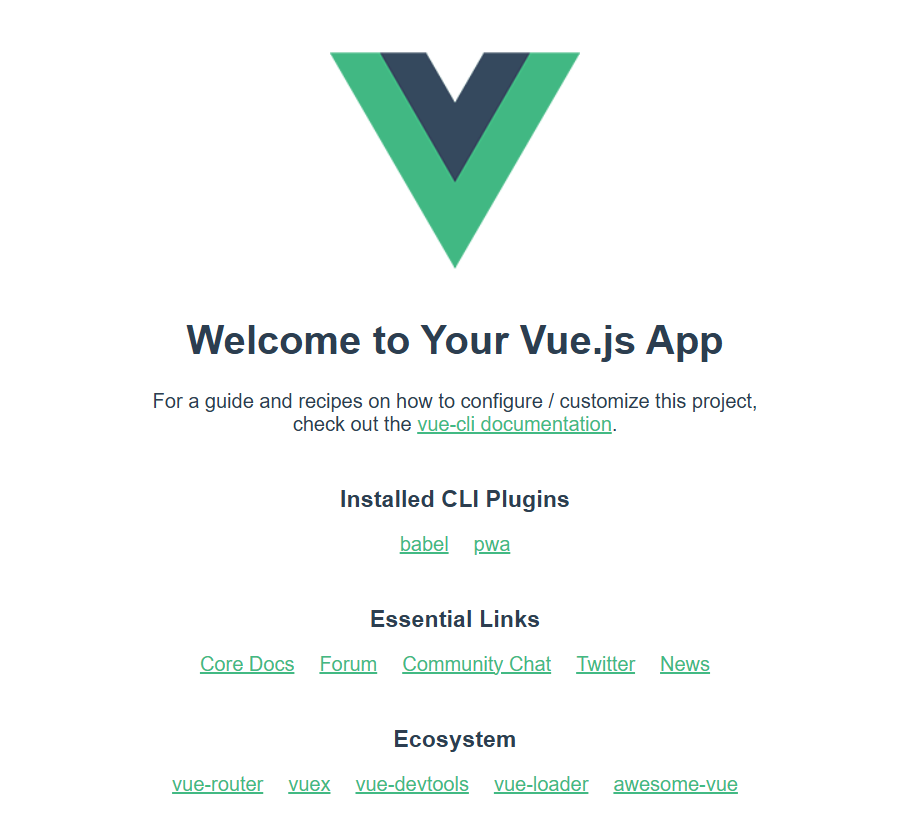 Welcome to Your Vue.js App
For a guide and recipes on how to configure / customize this project,
check out the vue-cli documentation.
Installed CLI Plugins
babel pwa
Essential Links
Core Docs Forum Community Chat Twitter News
Ecosystem
vue-router vuex vue-devtools vue-loader awesome-vue